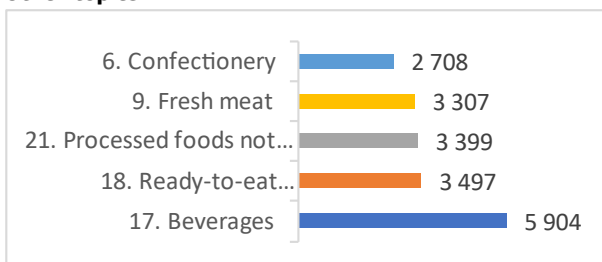 6. Confectionery 2 708
9. Fresh meat 3 307
21. Processed foods not... 3 399
18. Ready-to-eat... 3 497
17. Beverages 5 904